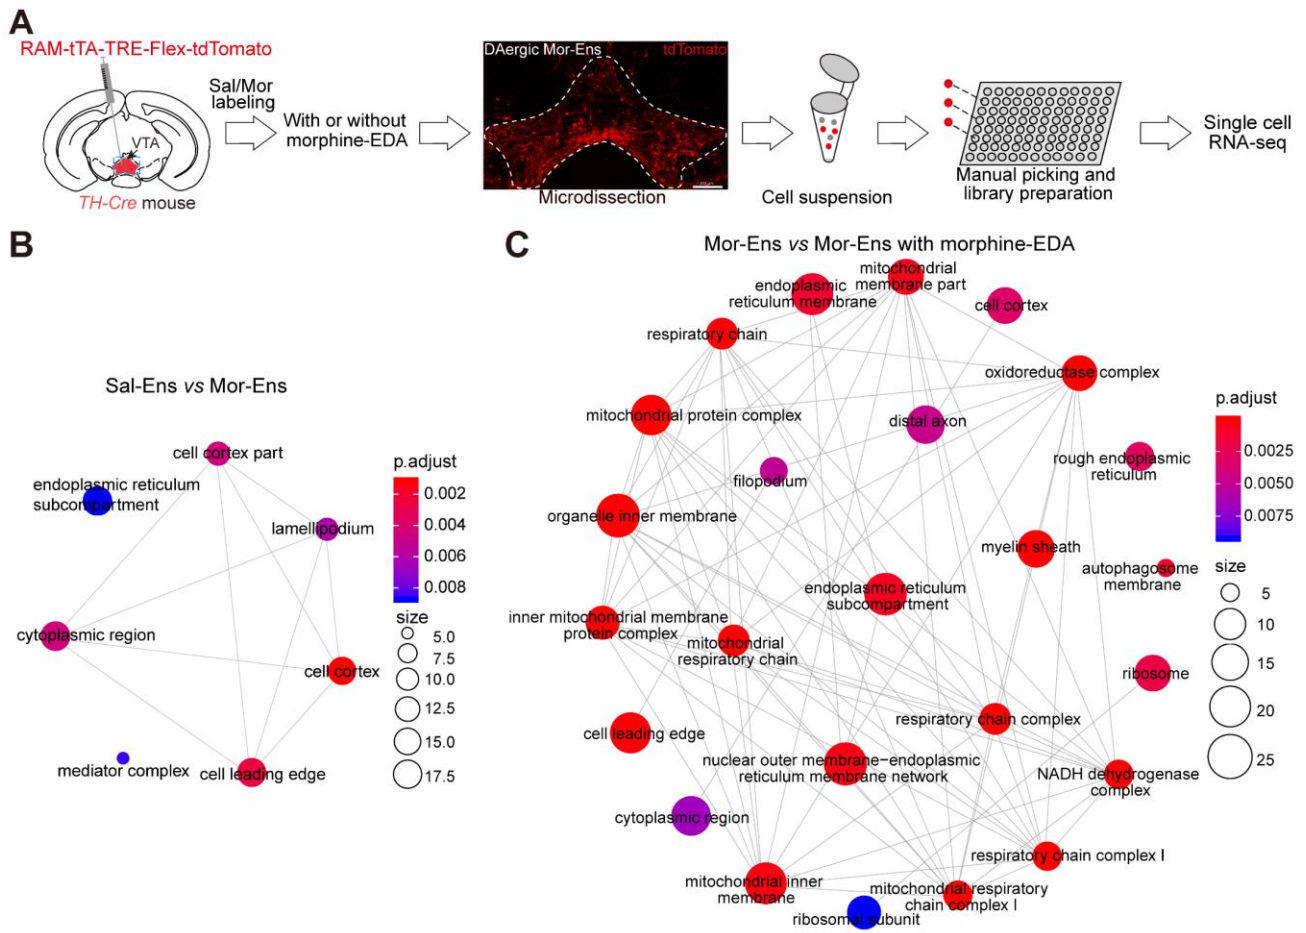 A
RAM-tTA-TRE-Flex-tdTomato
VTA
TH-Cre mouse
Sal/Mor
labeling
With or without
morphine-EDA
DAergic Mor-Ens
tdTomato
Microdissection
Cell suspension
Manual picking and
library preparation
Single cell
RNA-seq
B
Sal-Ens vs Mor-Ens
cell cortex part
endoplasmic reticulum
subcompartment
lamellipodium
cytoplasmic region
cell cortex
mediator complex
cell leading edge
p.adjust
0.002
0.004
0.006
0.008
size
5.0
7.5
10.0
12.5
15.0
17.5
C
Mor-Ens vs Mor-Ens with morphine-EDA
mitochondrial
membrane part
endoplasmic
reticulum membrane
cell cortex
respiratory chain
oxidoreductase complex
mitochondrial protein complex
distal axon
rough endoplasmic
reticulum
filopodium
organelle inner membrane
myelin sheath
autophagosome
membrane
endoplasmic reticulum
subcompartment
inner mitochondrial membrane
protein complex
mitochondrial
respiratory chain
ribosome
respiratory chain complex
cell leading edge
nuclear outer membrane−endoplasmic
reticulum membrane network
NADH dehydrogenase
complex
cytoplasmic region
respiratory chain complex I
mitochondrial inner
membrane
mitochondrial respiratory
chain complex I
ribosomal subunit
p.adjust
0.0025
0.0050
0.0075
size
5
10
15
20
25